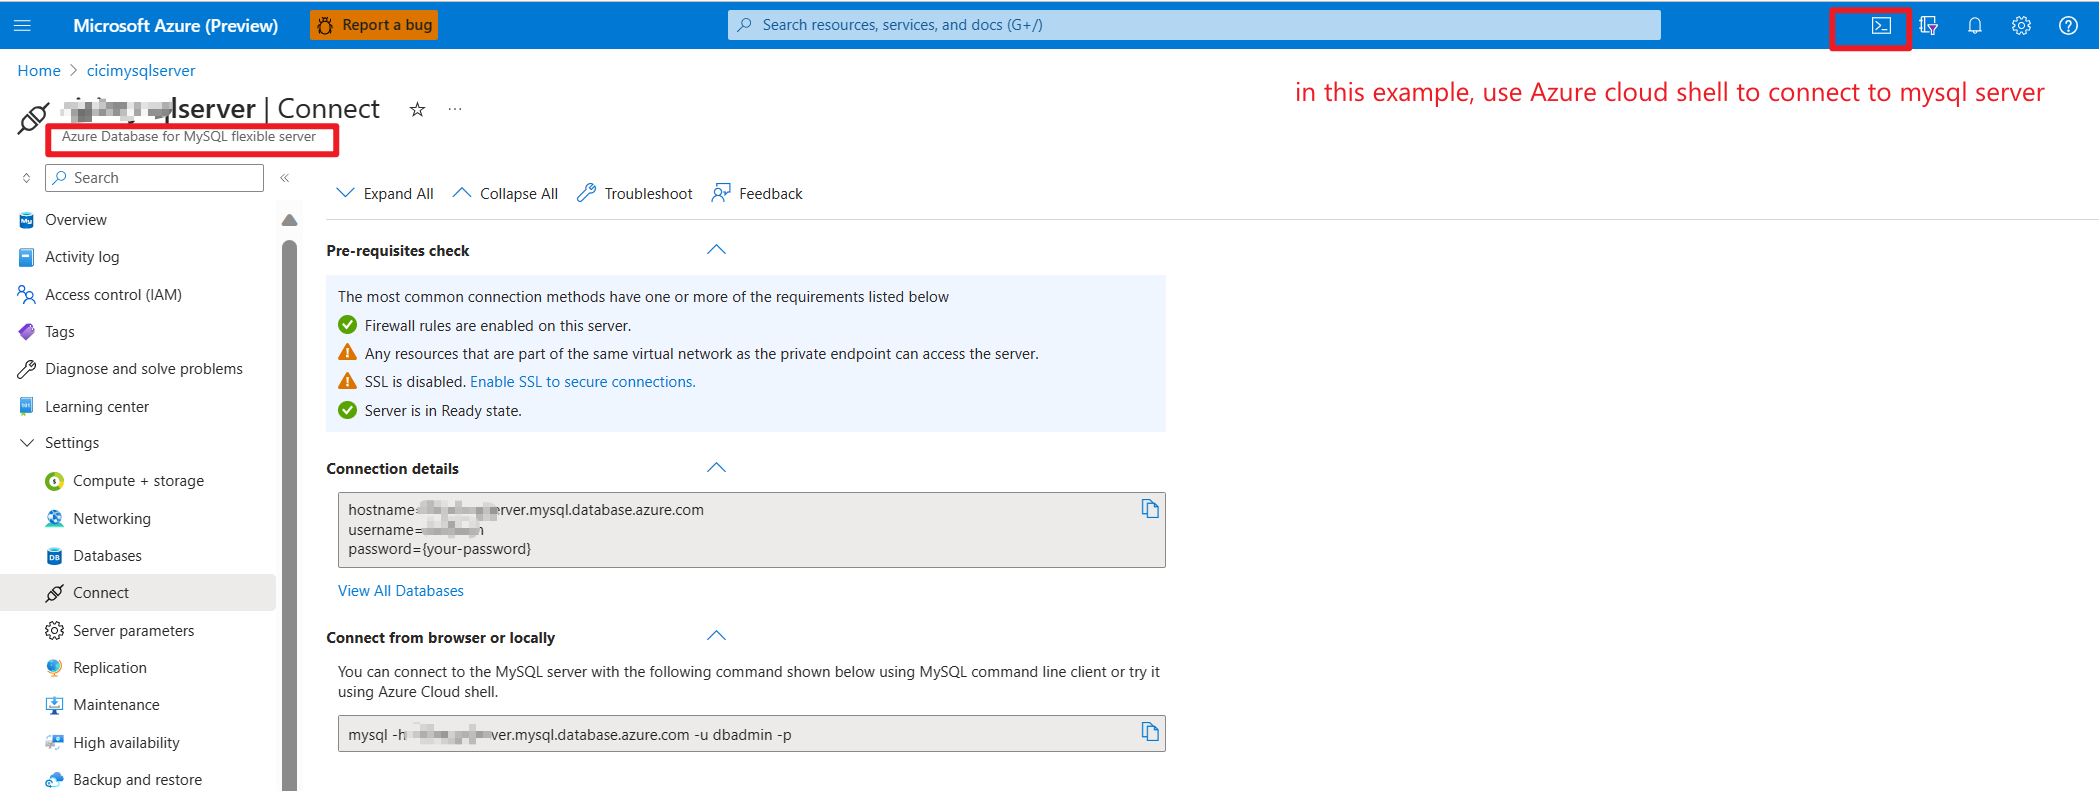 Microsoft Azure (Preview)
Report a bug
Search resources, services, and docs (G+/)
Home > cicimysqlserver
in this example, use Azure cloud shell to connect to mysql server
lserver | Connect
Azure Database for MySQL flexible server
Search
Expand All
Collapse All
Troubleshoot
Feedback
Overview
Activity log
Access control (IAM)
Tags
Diagnose and solve problems
Learning center
Settings
Compute + storage
Networking
Databases
Connect
Server parameters
Replication
Maintenance
High availability
Backup and restore
Pre-requisites check
The most common connection methods have one or more of the requirements listed below
Firewall rules are enabled on this server.
Any resources that are part of the same virtual network as the private endpoint can access the server.
SSL is disabled. Enable SSL to secure connections.
Server is in Ready state.
Connection details
hostname= erver.mysql.database.azure.com
username=
password={your-password}
View All Databases
Connect from browser or locally
You can connect to the MySQL server with the following command shown below using MySQL command line client or try it
using Azure Cloud shell.
mysql -h ver.mysql.database.azure.com -u dbadmin -p